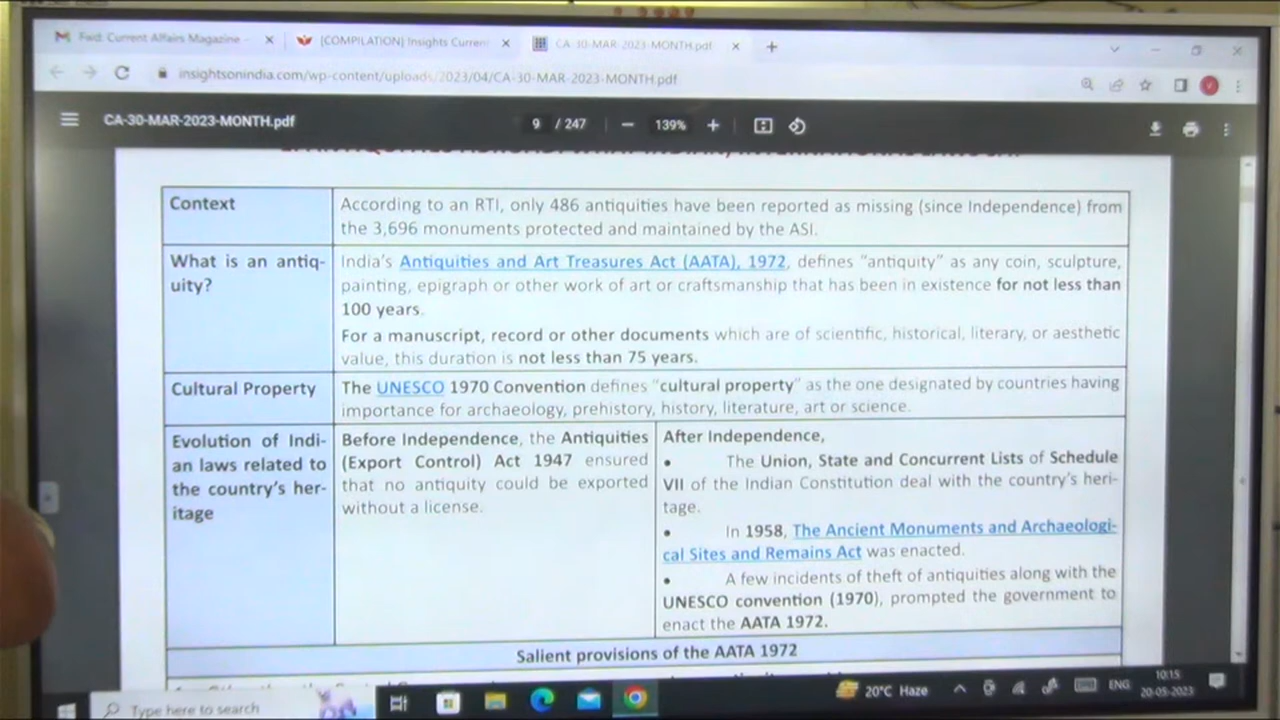 Fwd: Current Affairs Magazine -
[COMPILATION] Insights Current
CA-30-MAR-2023-MONTH.pdf
insightsonindia.com/wp-content/uploads/2023/04/CA-30-MAR-2023-MONTH.pdf
CA-30-MAR-2023-MONTH.pdf
9 / 247
139%
Context
According to an RTI, only 486 antiquities have been reported as missing (since Independence) from
the 3,696 monuments protected and maintained by the ASI.
What is an antiq-
uity?
India's Antiquities and Art Treasures Act (AATA), 1972, defines "antiquity" as any coin, sculpture,
painting, epigraph or other work of art or craftsmanship that has been in existence for not less than
100 years.
For a manuscript, record or other documents which are of scientific, historical, literary, or aesthetic
value, this duration is not less than 75 years.
Cultural Property
The UNESCO 1970 Convention defines "cultural property" as the one designated by countries having
importance for archaeology, prehistory, history, literature, art or science.
Evolution of Indi-
an laws related to
the country's her-
itage
Before Independence, the Antiquities
(Export Control) Act 1947 ensured
that no antiquity could be exported
without a license.
After Independence,
• The Union, State and Concurrent Lists of Schedule
VII of the Indian Constitution deal with the country's heri-
tage.
• In 1958, The Ancient Monuments and Archaeologi-
cal Sites and Remains Act was enacted.
• A few incidents of theft of antiquities along with the
UNESCO convention (1970), prompted the government to
enact the AATA 1972.
Salient provisions of the AATA 1972
Type here to search
20°C Haze
ENG
10:15
20-05-2023